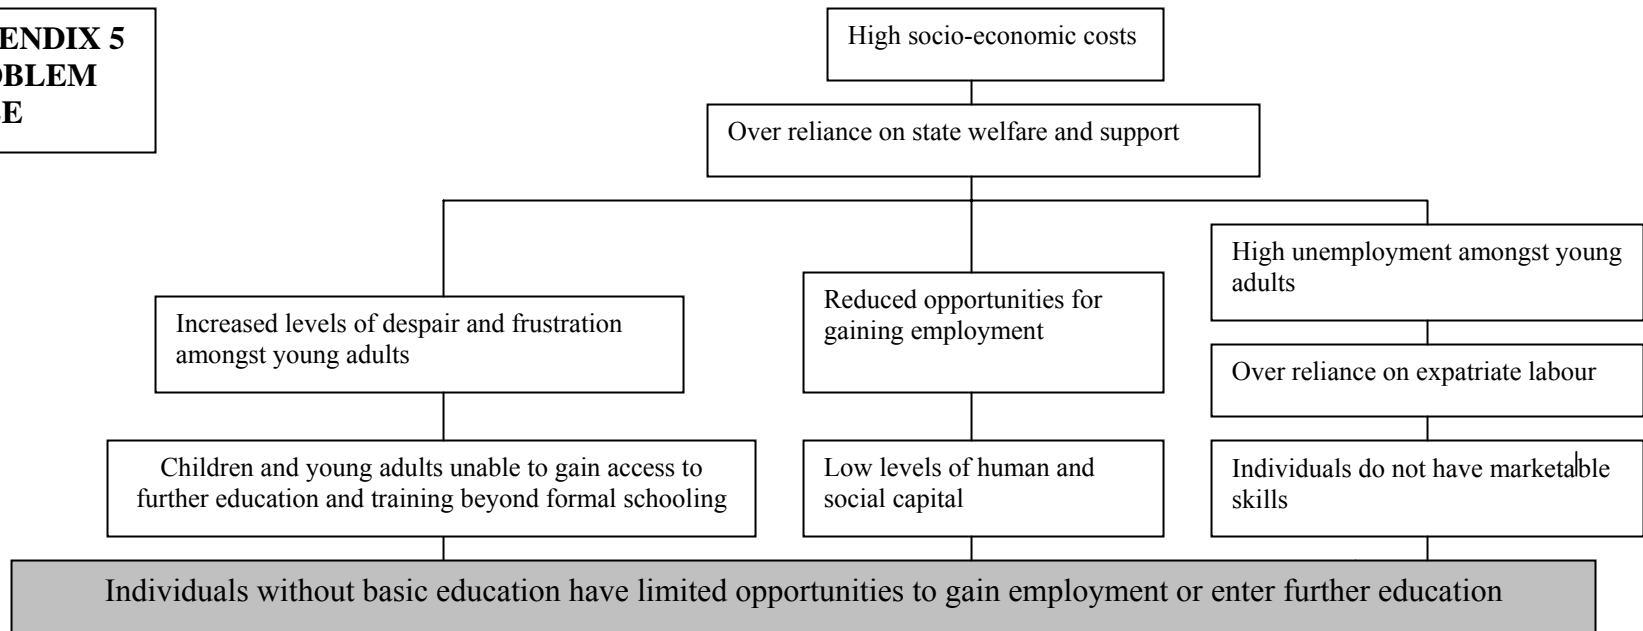 ENDIX 5
OBLEM
E
High socio-economic costs
Over reliance on state welfare and support
High unemployment amongst young
adults
Reduced opportunities for
gaining employment
Increased levels of despair and frustration
amongst young adults
Over reliance on expatriate labour
Children and young adults unable to gain access to
further education and training beyond formal schooling
Low levels of human and
social capital
Individuals do not have marketable
skills
Individuals without basic education have limited opportunities to gain employment or enter further education